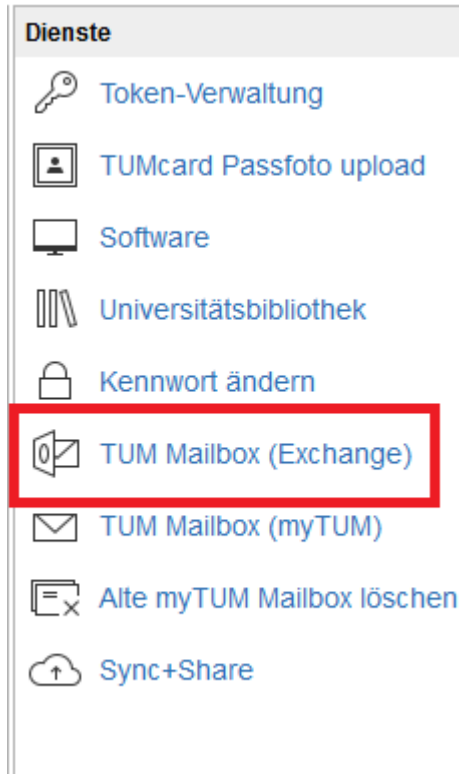 Dienste
Token-Verwaltung
TUMcard Passfoto upload
Software
Universitätsbibliothek
Kennwort ändern
TUM Mailbox (Exchange)
TUM Mailbox (myTUM)
Alte myTUM Mailbox löschen
Sync+Share